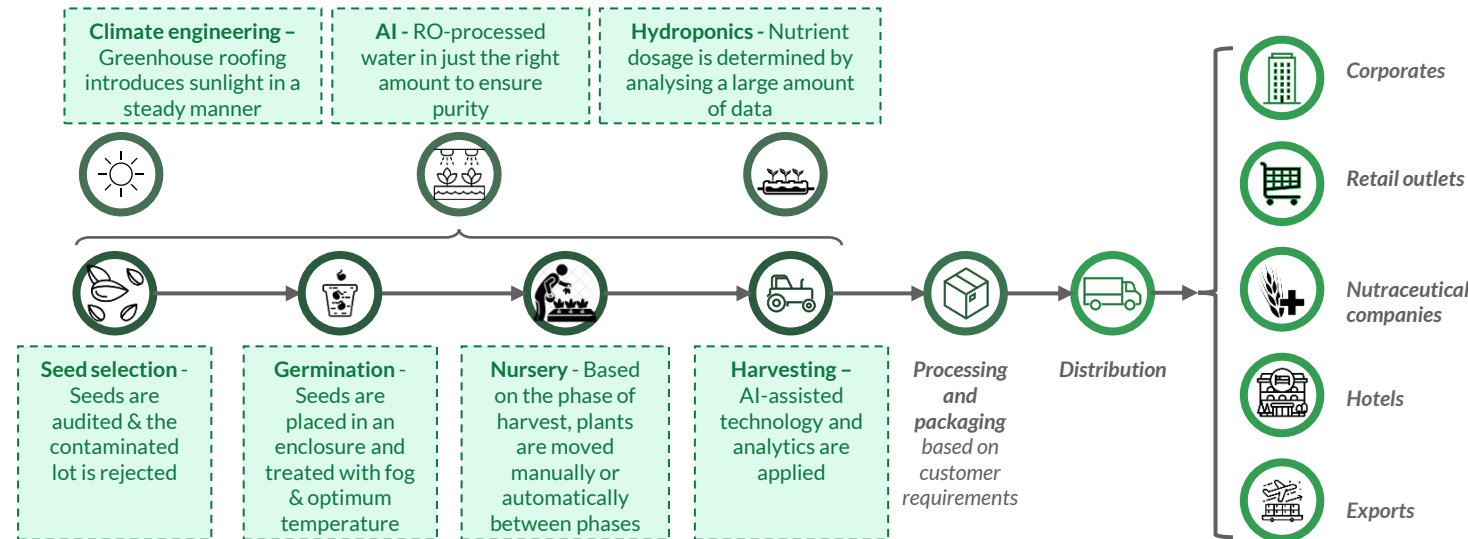 Climate engineering –
Greenhouse roofing
introduces sunlight in a
steady manner
AI - RO-processed
water in just the right
amount to ensure
purity
Hydroponics - Nutrient
dosage is determined by
analysing a large amount
of data
Seed selection -
Seeds are
audited & the
contaminated
lot is rejected
Germination -
Seeds are
placed in an
enclosure and
treated with fog
& optimum
temperature
Nursery - Based
on the phase of
harvest, plants
are moved
manually or
automatically
between phases
Harvesting –
AI-assisted
technology and
analytics are
applied
Processing
and
packaging
based on
customer
requirements
Distribution
Corporates
Retail outlets
Nutraceutical
companies
Hotels
Exports